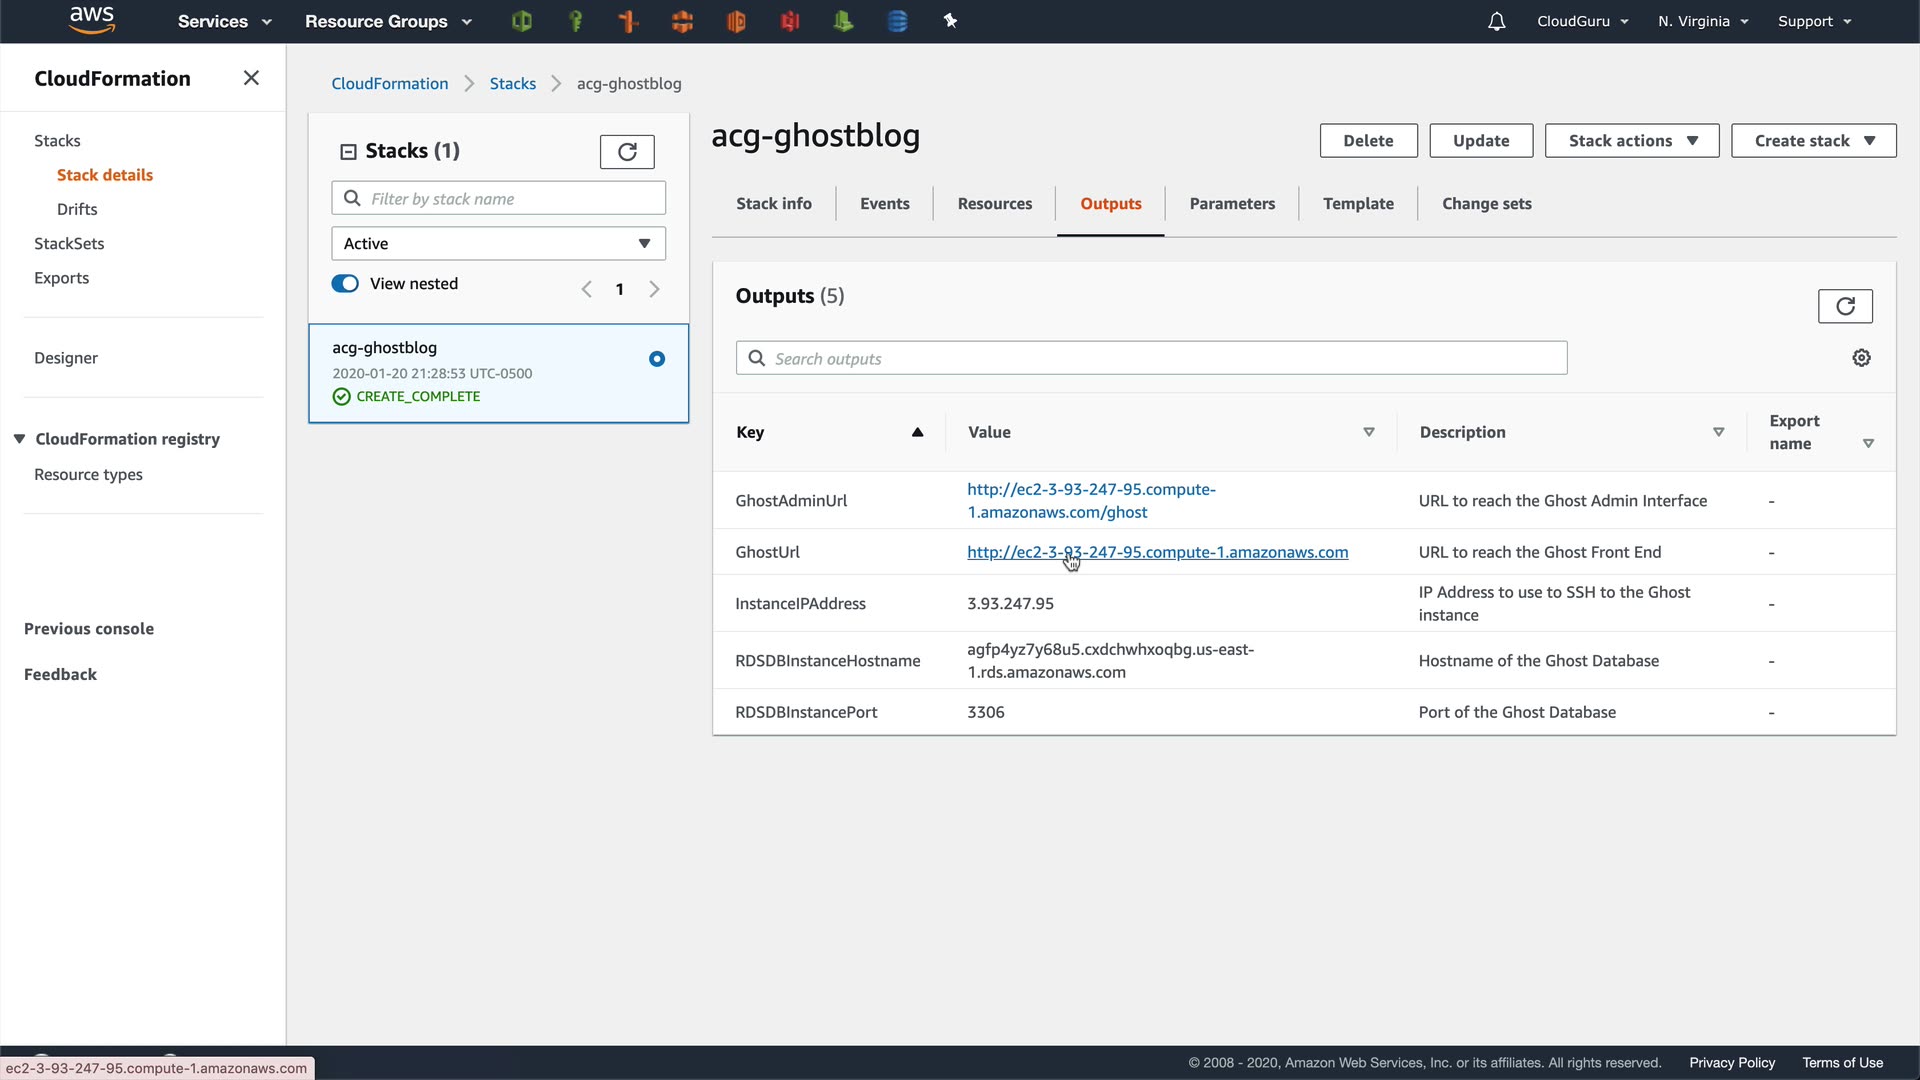 aws Services Resource Groups CloudGuru N. Virginia Support
CloudFormation
Stacks
Stack details
Drifts
StackSets
Exports
Designer
CloudFormation registry
Resource types
Previous console
Feedback
CloudFormation Stacks acg-ghostblog
Stacks (1)
Filter by stack name
Active
View nested 1
acg-ghostblog
2020-01-20 21:28:53 UTC-0500
CREATE_COMPLETE
acg-ghostblog
Delete Update Stack actions Create stack
Stack info Events Resources Outputs Parameters Template Change sets
Outputs (5)
Search outputs
Key Value Description Export
name
GhostAdminUrl http://ec2-3-93-247-95.compute- URL to reach the Ghost Admin Interface -
1.amazonaws.com/ghost
GhostUrl http://ec2-3-93-247-95.compute-1.amazonaws.com URL to reach the Ghost Front End -
InstanceIPAddress 3.93.247.95 IP Address to use to SSH to the Ghost -
instance
RDSDBInstanceHostname agfp4yz7y68u5.cxdchwhxoqbg.us-east- Hostname of the Ghost Database -
1.rds.amazonaws.com
RDSDBInstancePort 3306 Port of the Ghost Database -
ec2-3-93-247-95.compute-1.amazonaws.com
© 2008 - 2020, Amazon Web Services, Inc. or its affiliates. All rights reserved. Privacy Policy Terms of Use